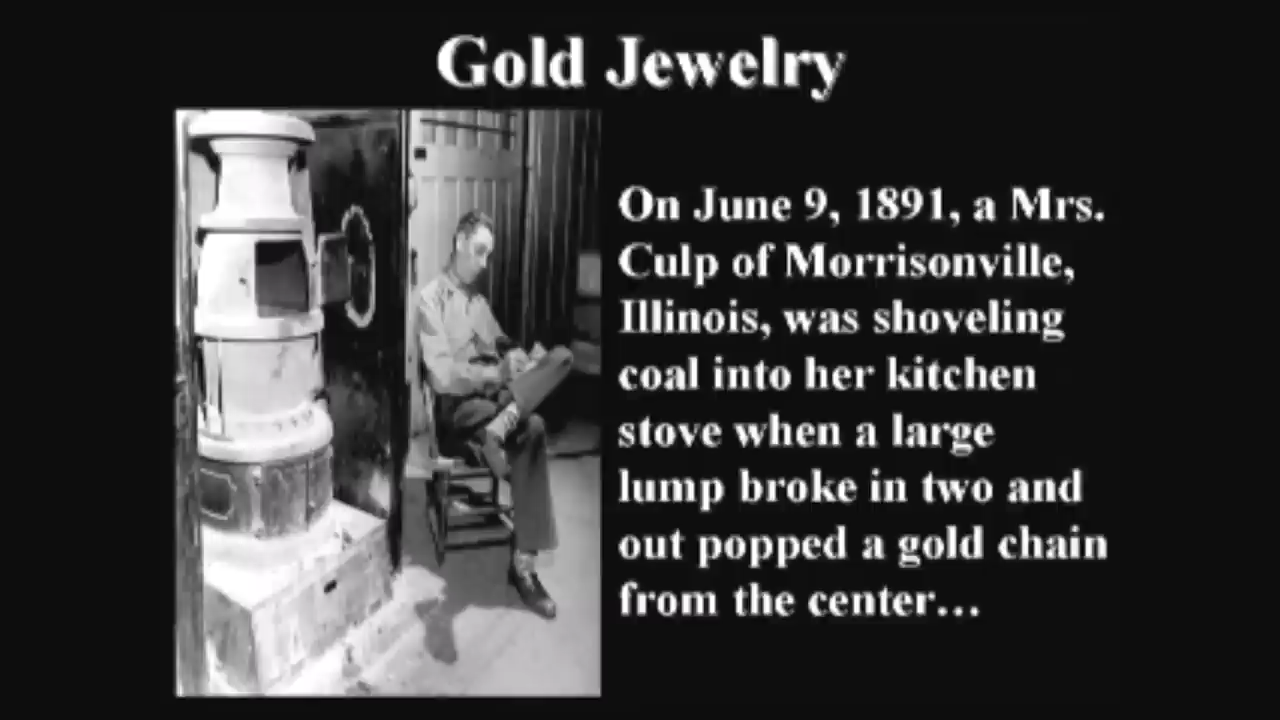 Gold Jewelry
On June 9, 1891, a Mrs.
Culp of Morrisonville,
Illinois, was shoveling
coal into her kitchen
stove when a large
lump broke in two and
out popped a gold chain
from the center...